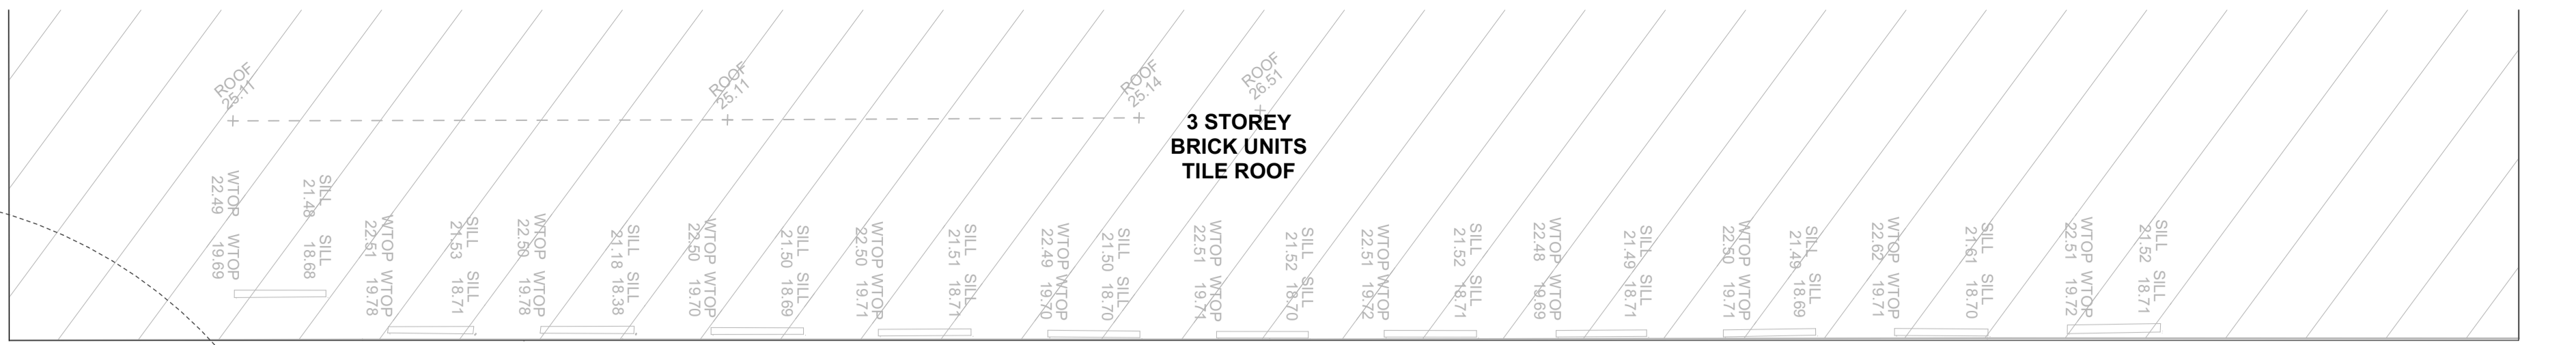 ROOF
25.11
ROOF
25.11
ROOF
25.14
ROOF
26.51
3 STOREY
BRICK UNITS
TILE ROOF
WTOP
22.49
SILL
21.48
WTOP
19.69
SILL
18.68
WTOP
22.51
SILL
21.53
WTOP
19.78
SILL
18.71
WTOP
22.50
SILL
21.18
WTOP
19.78
SILL
18.38
WTOP
22.50
SILL
21.50
WTOP
19.70
SILL
18.69
WTOP
22.50
SILL
21.51
WTOP
19.71
SILL
18.71
WTOP
22.49
SILL
21.50
WTOP
19.70
SILL
18.70
WTOP
22.51
SILL
21.52
WTOP
19.71
SILL
18.70
WTOP
22.51
SILL
21.52
WTOP
19.72
SILL
18.71
WTOP
22.48
SILL
21.49
WTOP
19.69
SILL
18.71
WTOP
22.50
SILL
21.49
WTOP
19.71
SILL
18.69
WTOP
22.62
SILL
21.61
WTOP
19.71
SILL
18.70
WTOP
22.51
SILL
21.52
WTOP
19.72
SILL
18.71